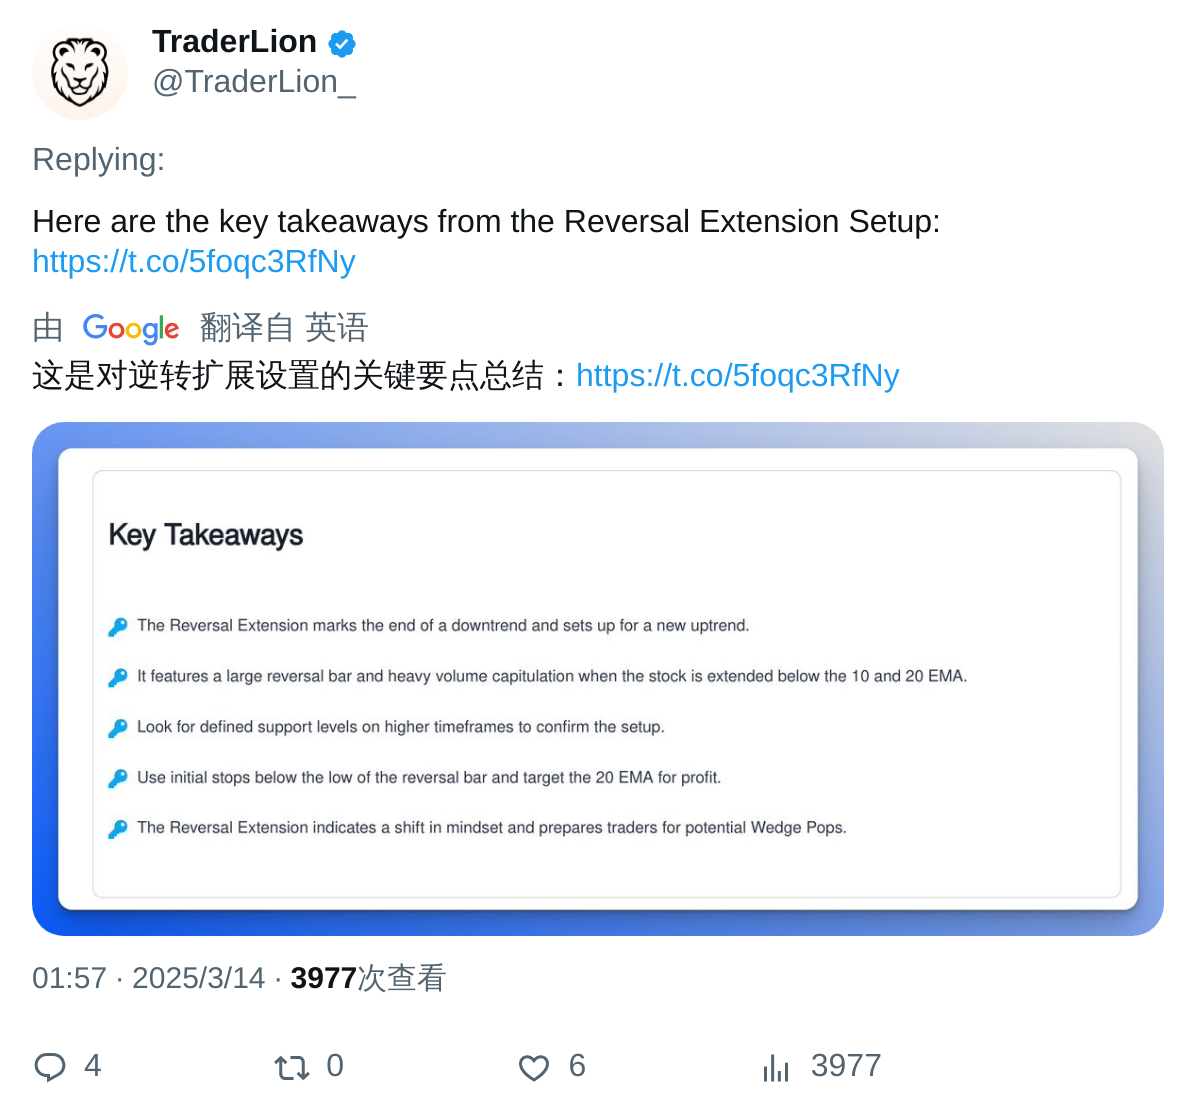 TraderLion
@TraderLion_
Replying:
Here are the key takeaways from the Reversal Extension Setup:
https://t.co/5foqc3RfNy
由 Google 翻译自 英语
这是对逆转扩展设置的关键要点总结：https://t.co/5foqc3RfNy
Key Takeaways
The Reversal Extension marks the end of a downtrend and sets up for a new uptrend.
It features a large reversal bar and heavy volume capitulation when the stock is extended below the 10 and 20 EMA.
Look for defined support levels on higher timeframes to confirm the setup.
Use initial stops below the low of the reversal bar and target the 20 EMA for profit.
The Reversal Extension indicates a shift in mindset and prepares traders for potential Wedge Pops.
01:57 · 2025/3/14 · 3977次查看
4 0 6 3977